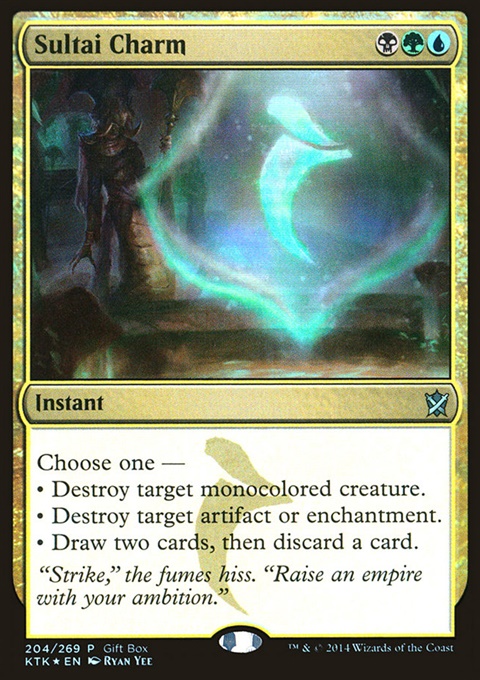 Sultai Charm
Instant
Choose one —
• Destroy target monocolored creature.
• Destroy target artifact or enchantment.
• Draw two cards, then discard a card.
“Strike,” the fumes hiss. “Raise an empire
with your ambition.”
204/269 P Gift Box
KTK★EN Ryan Yee
™ & © 2014 Wizards of the Coast